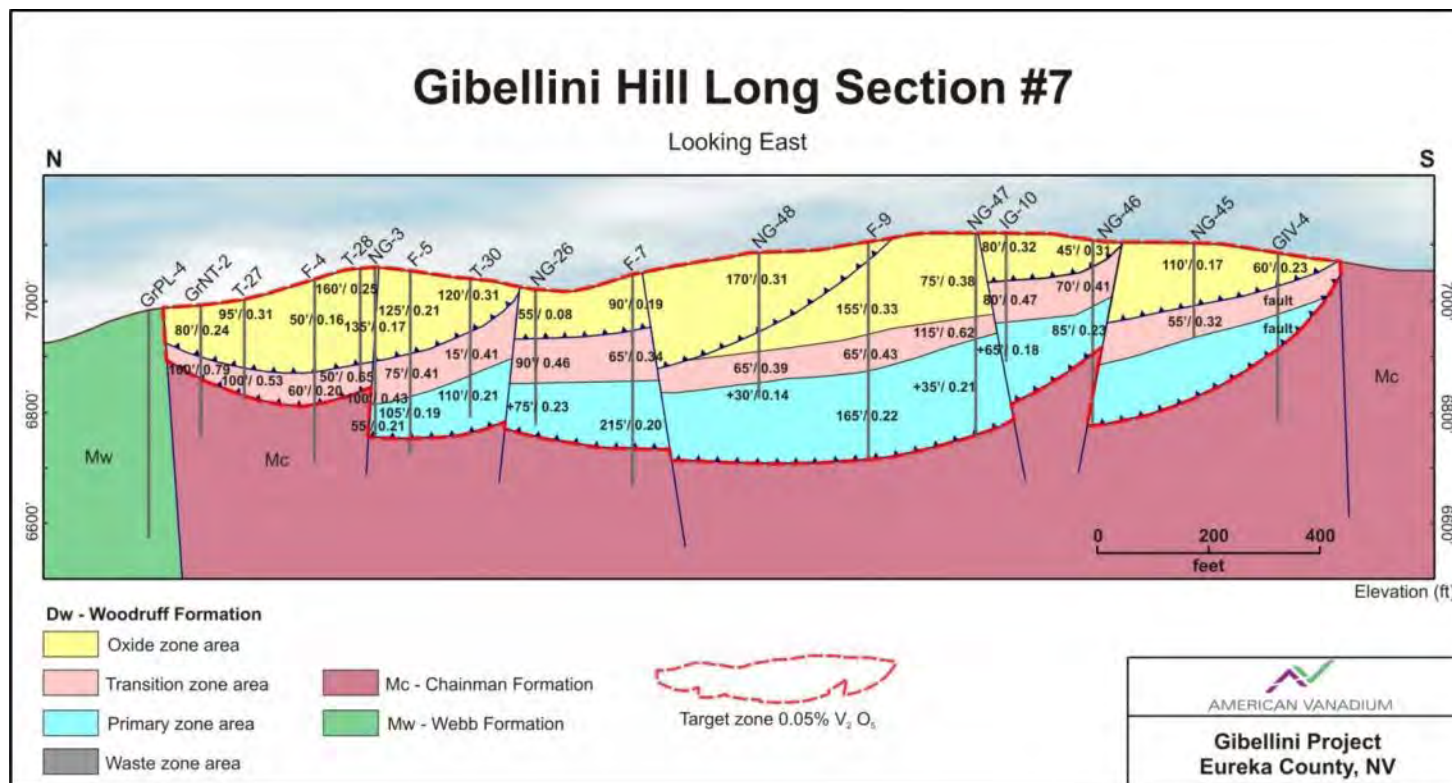 Gibellini Hill Long Section #7
Looking East
N
S
GrPL-4
GrNT-2
T-27
F-4
T-28
NG-3
F-5
T-30
NG-26
F-7
NG-48
F-9
NG-47
IG-10
NG-46
NG-45
GIV-4
7000'
6800'
6600'
7000'
6800'
6600'
80'/ 0.24
95'/ 0.31
50'/ 0.16
160'/ 0.25
135'/ 0.17
125'/ 0.21
120'/ 0.31
55'/ 0.08
90'/ 0.19
170'/ 0.31
155'/ 0.33
75'/ 0.38
80'/ 0.32
45'/ 0.31
110'/ 0.17
60'/ 0.23
100'/ 0.79
100'/ 0.53
60'/ 0.20
50'/ 0.65
100'/ 0.43
75'/ 0.41
15'/ 0.41
90'/ 0.46
65'/ 0.34
65'/ 0.39
65'/ 0.43
115'/ 0.62
80'/ 0.47
70'/ 0.41
55'/ 0.32
fault
fault
55'/ 0.21
105'/ 0.19
110'/ 0.21
+75'/ 0.23
215'/ 0.20
+30'/ 0.14
165'/ 0.22
+35'/ 0.21
+65'/ 0.18
85'/ 0.23
Mw
Mc
Mc
0 200 400
feet
Elevation (ft)
Dw - Woodruff Formation
Oxide zone area
Transition zone area
Primary zone area
Waste zone area
Mc - Chainman Formation
Mw - Webb Formation
Target zone 0.05% V₂ O₅
AMERICAN VANADIUM
Gibellini Project
Eureka County, NV